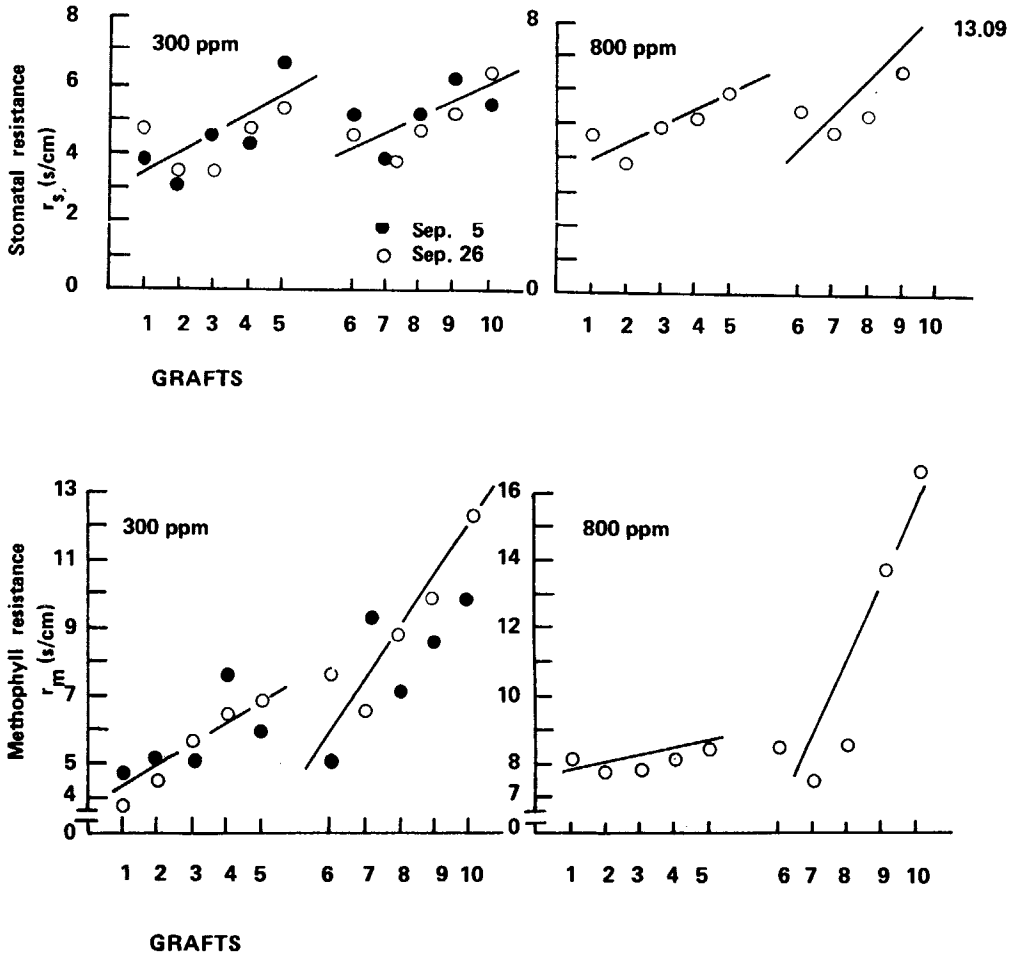 8
6
4
2
0
Stomatal resistance
r_s, (s/cm)
300 ppm
Sep. 5
Sep. 26
1 2 3 4 5 6 7 8 9 10
GRAFTS
8
0
800 ppm
13.09
1 2 3 4 5 6 7 8 9 10
13
11
9
7
5
4
0
Methophyll resistance
r_m (s/cm)
300 ppm
1 2 3 4 5 6 7 8 9 10
GRAFTS
16
14
12
10
8
7
0
800 ppm
1 2 3 4 5 6 7 8 9 10